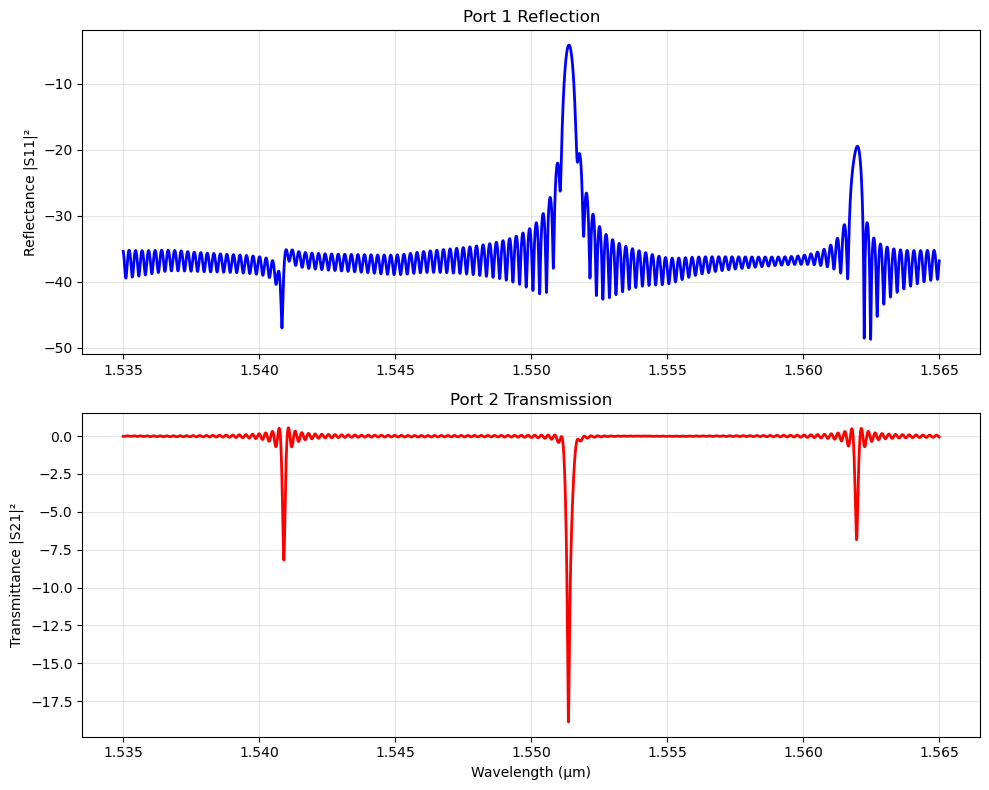 Port 1 Reflection
Reflectance |S11|²
−10
−20
−30
−40
−50
1.535 1.540 1.545 1.550 1.555 1.560 1.565
Port 2 Transmission
Transmittance |S21|²
0.0
−2.5
−5.0
−7.5
−10.0
−12.5
−15.0
−17.5
1.535 1.540 1.545 1.550 1.555 1.560 1.565
Wavelength (μm)